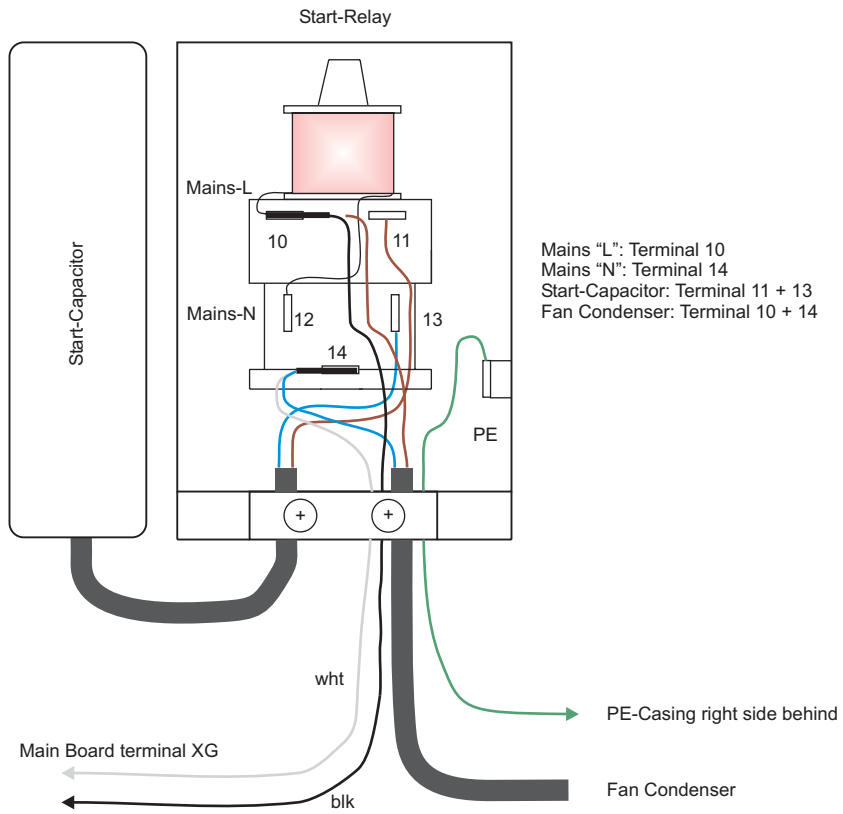 Start-Relay
Start-Capacitor
Mains-L
10
11
Mains-N
12
13
14
PE
Mains “L”: Terminal 10
Mains “N”: Terminal 14
Start-Capacitor: Terminal 11 + 13
Fan Condenser: Terminal 10 + 14
+
+
wht
PE-Casing right side behind
Main Board terminal XG
Fan Condenser
blk